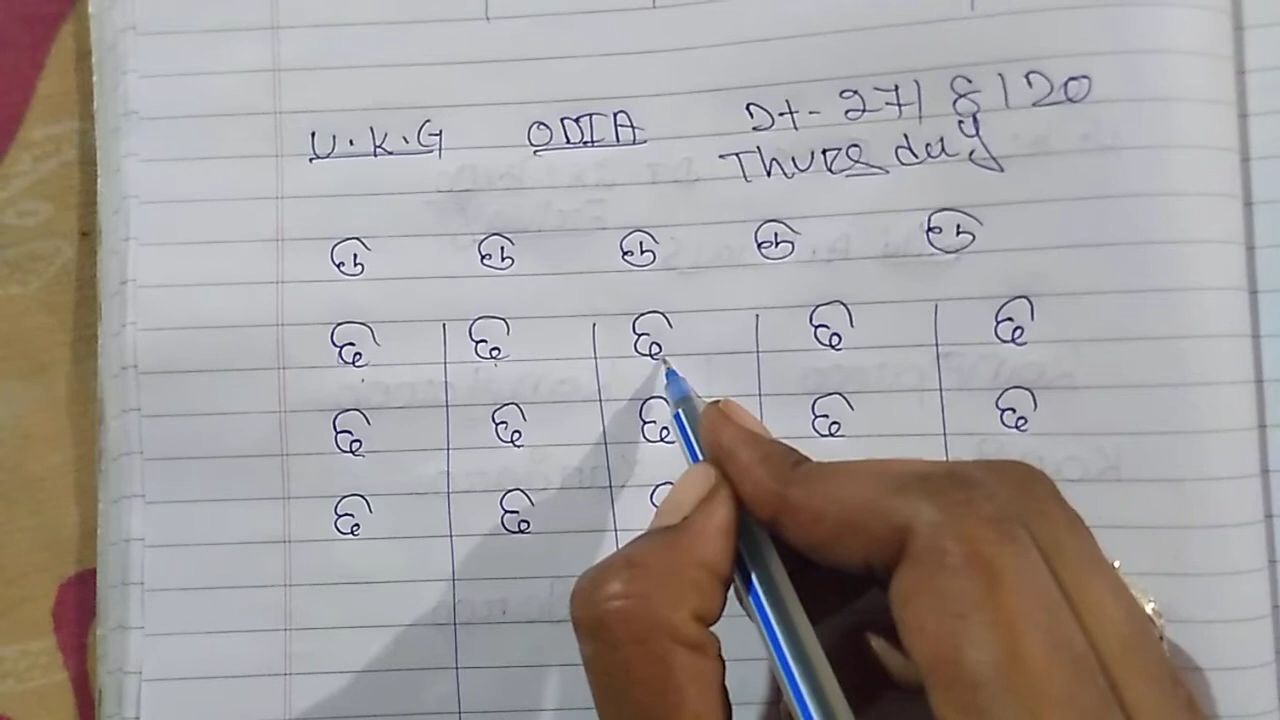 U.K.G ODIA Dt- 27/8/20
Thursday
ଚ ଚ ଚ ଚ ଚ
ଛ ଛ ଛ ଛ ଛ
ଛ ଛ ଛ ଛ ଛ
ଛ ଛ